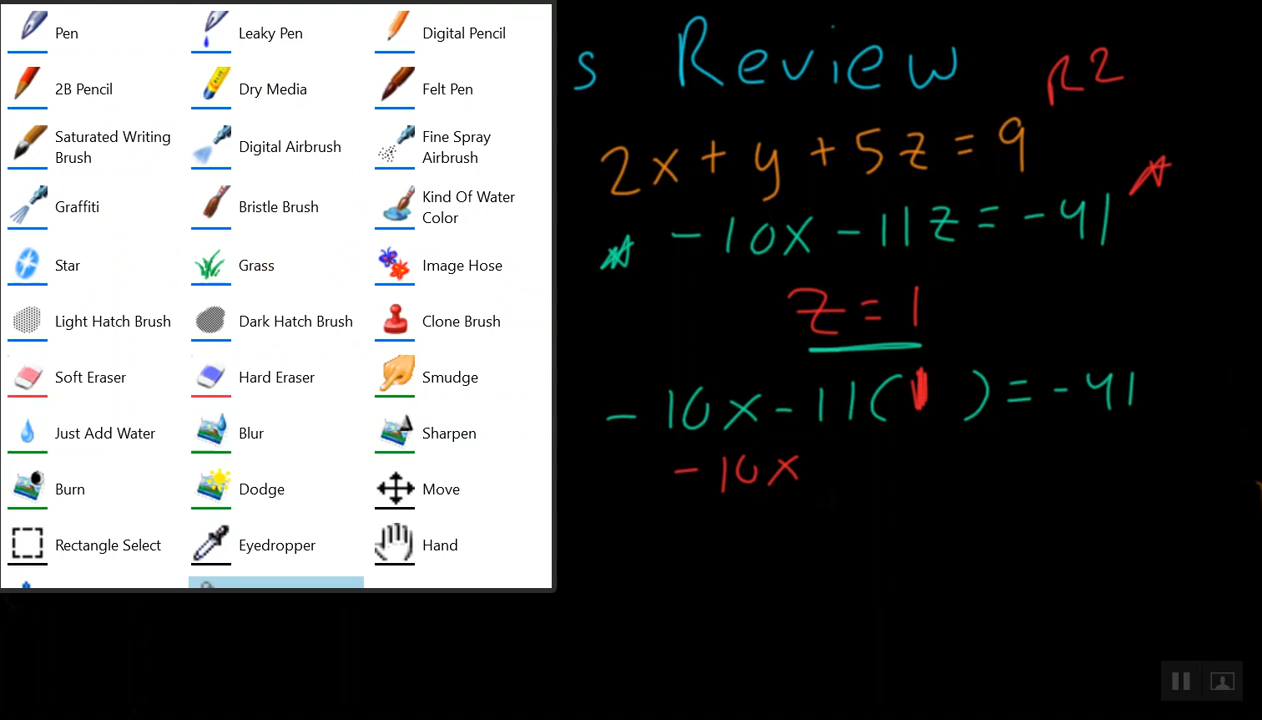 Pen Leaky Pen Digital Pencil
2B Pencil Dry Media Felt Pen
Saturated Writing Brush Digital Airbrush Fine Spray Airbrush
Graffiti Bristle Brush Kind Of Water Color
Star Grass Image Hose
Light Hatch Brush Dark Hatch Brush Clone Brush
Soft Eraser Hard Eraser Smudge
Just Add Water Blur Sharpen
Burn Dodge Move
Rectangle Select Eyedropper Hand
s Review
R2
2x + y + 5z = 9
-10x - 11z = -41
z = 1
-10x - 11(1) = -41
-10x